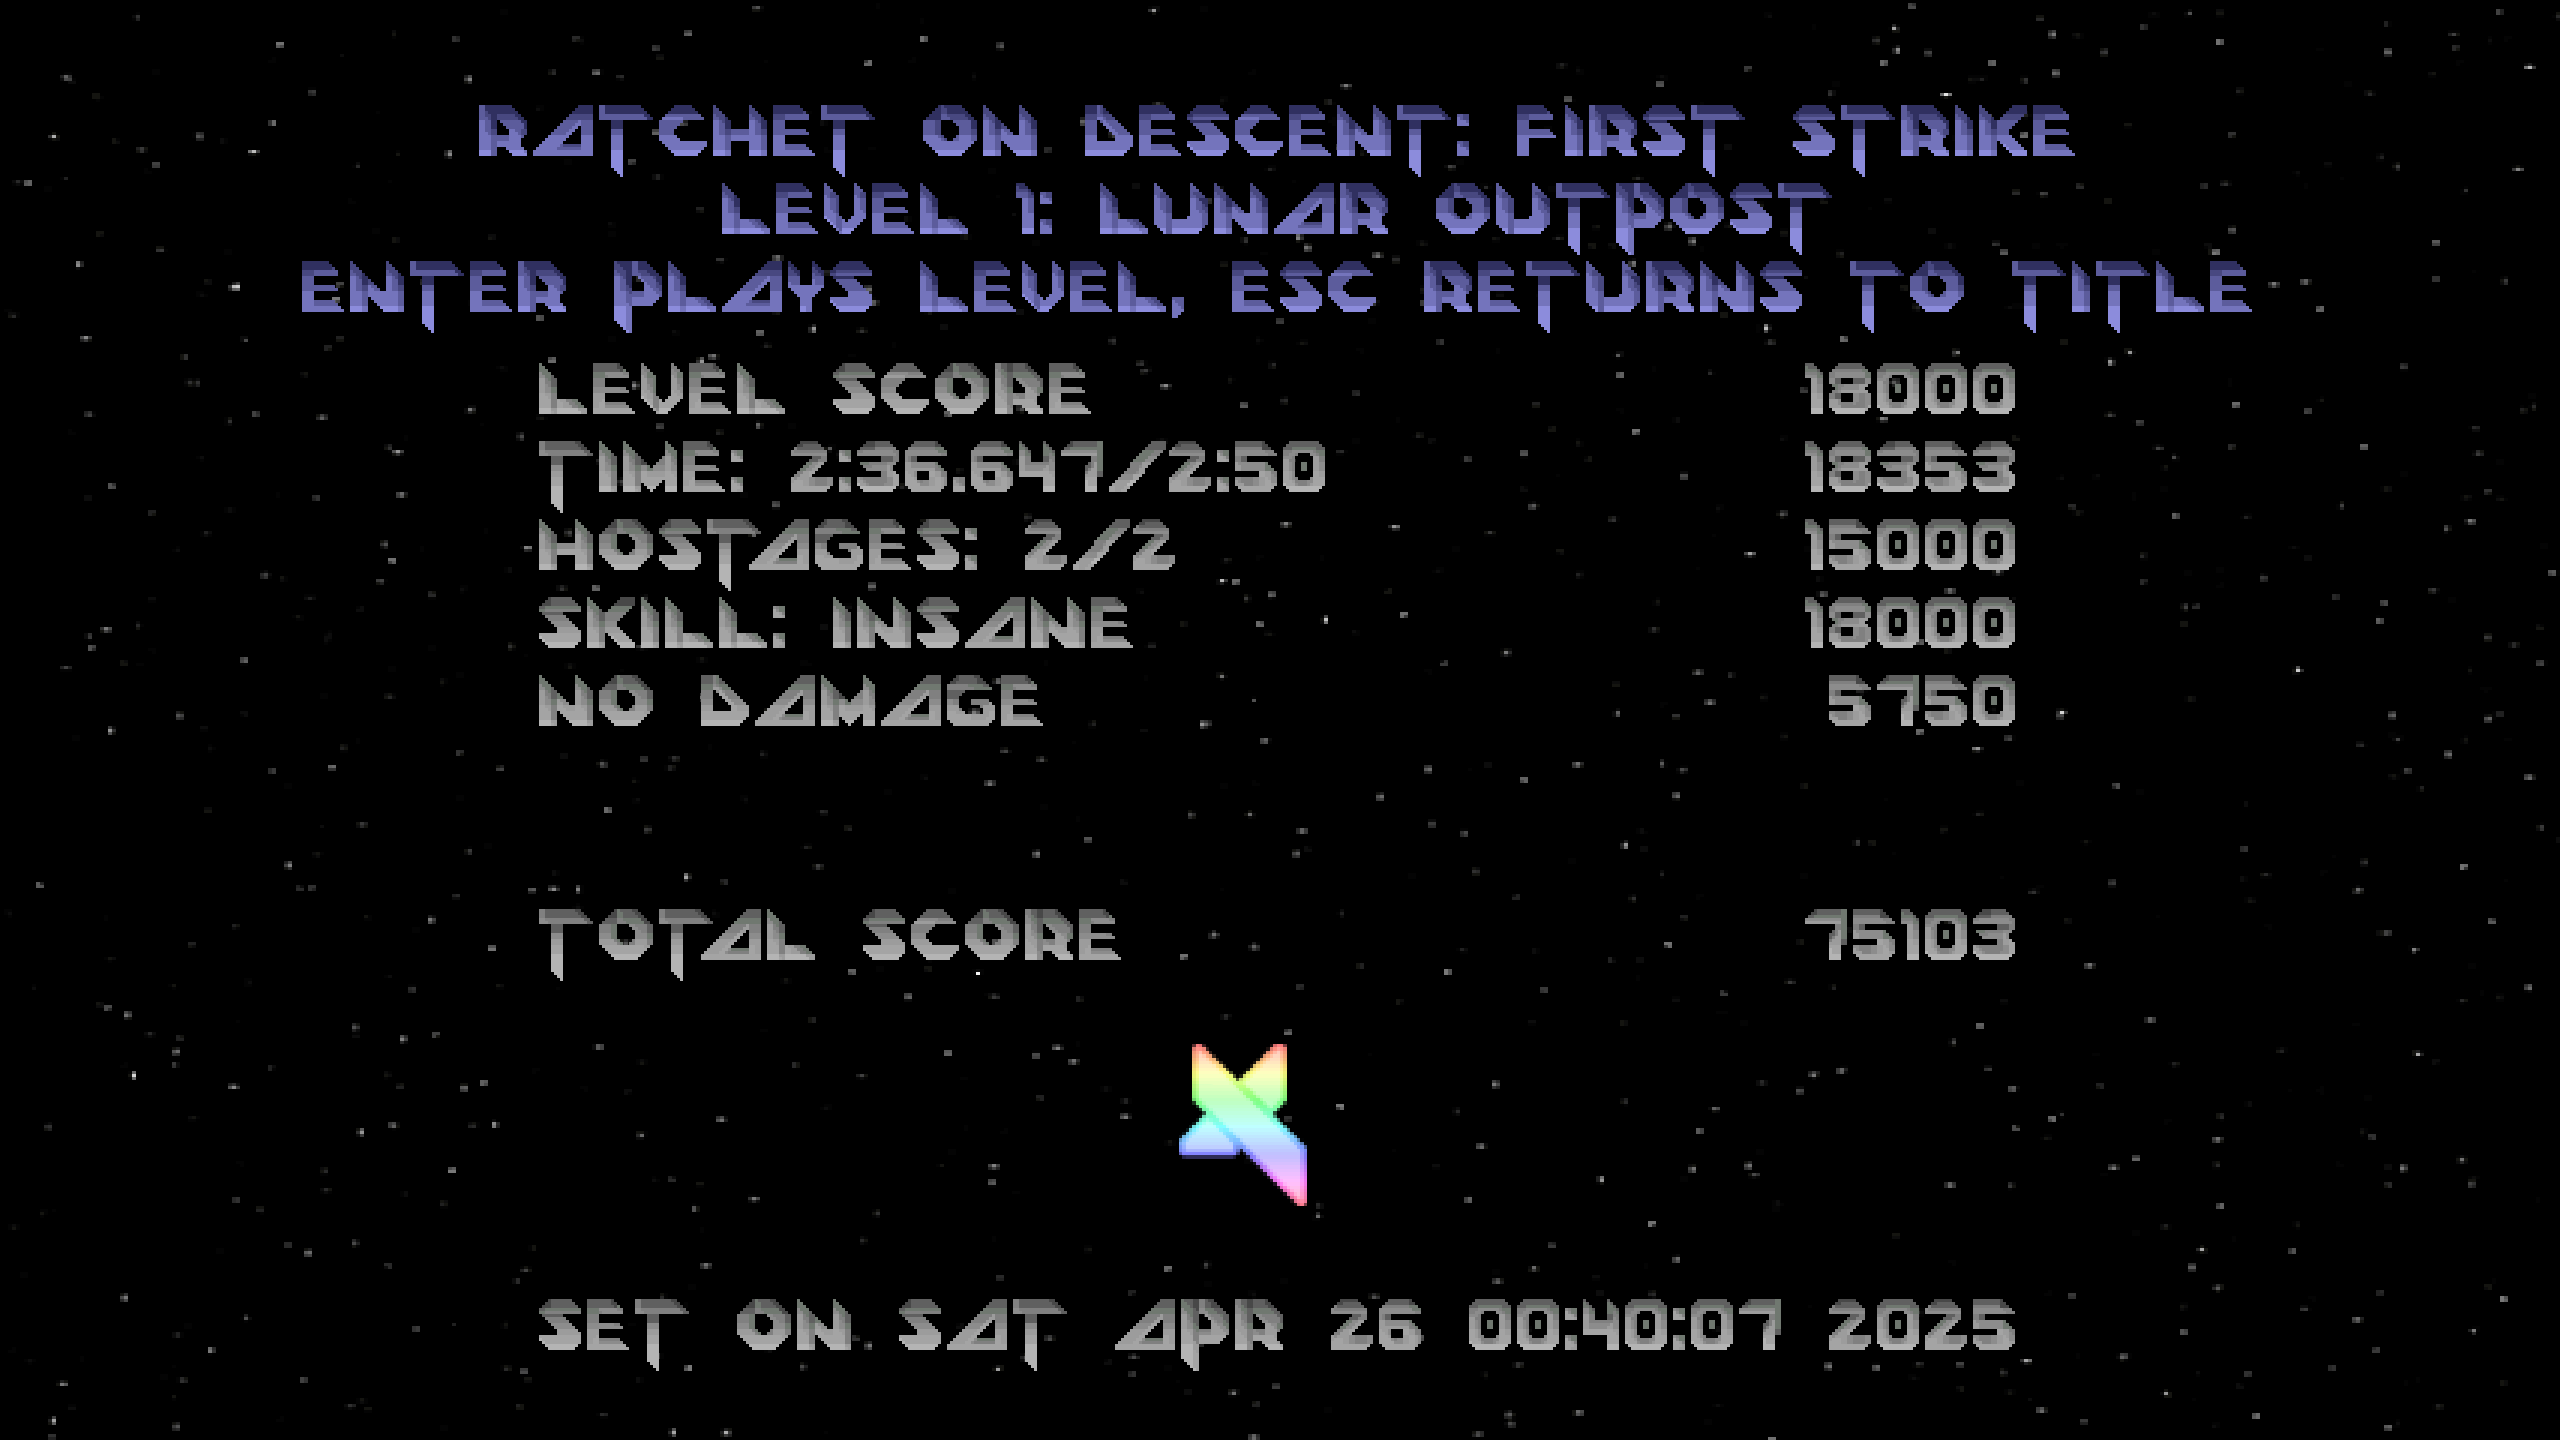 RATCHET ON DESCENT: FIRST STRIKE
LEVEL 1: LUNAR OUTPOST
ENTER PLAYS LEVEL, ESC RETURNS TO TITLE
LEVEL SCORE 18000
TIME: 2:36.647/2:50 18353
HOSTAGES: 2/2 15000
SKILL: INSANE 18000
NO DAMAGE 5750
TOTAL SCORE 75103
X
SET ON SAT APR 26 00:40:07 2025